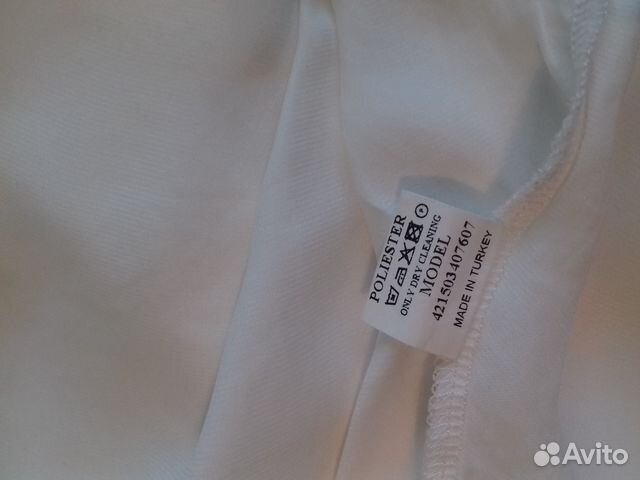 POLIESTER
ONLY DRY CLEANING
MODEL
421503407607
MADE IN TURKEY
Avito